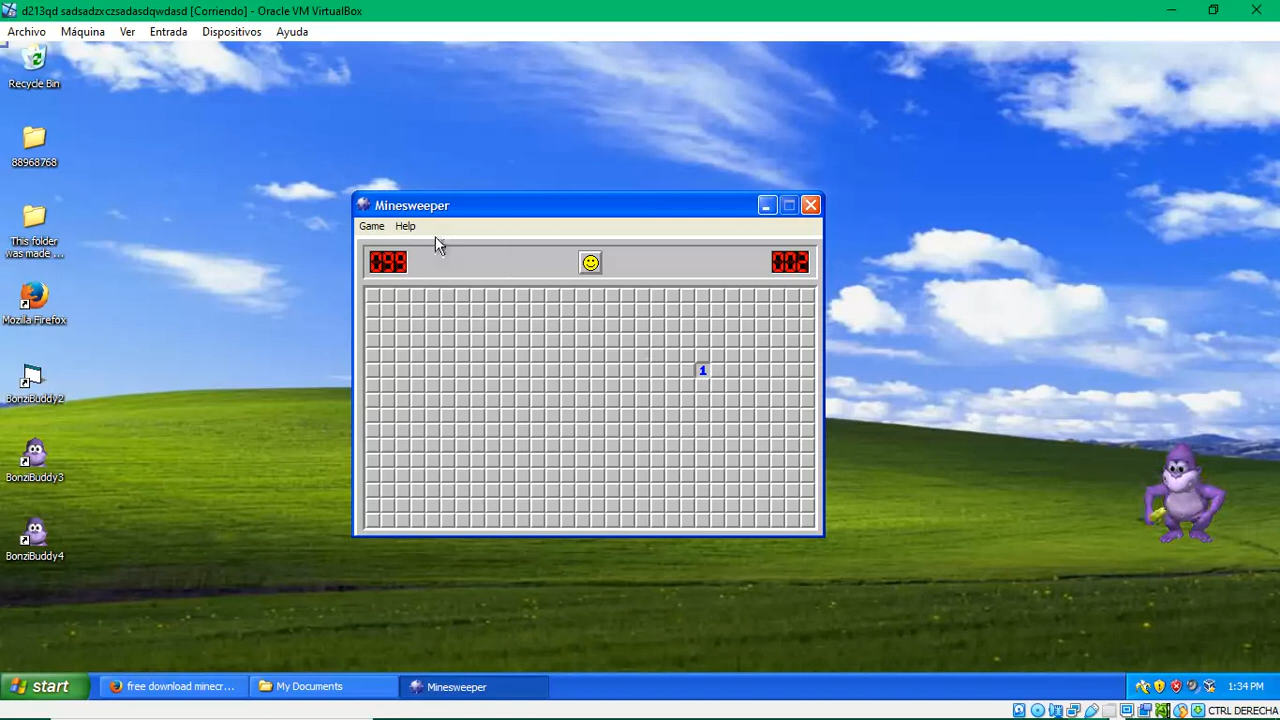 d213qd sadsadzxczsadasdqwdasd [Corriendo] - Oracle VM VirtualBox
Archivo Máquina Ver Entrada Dispositivos Ayuda
Recycle Bin
88968768
This folder
was made ...
Mozilla Firefox
BonziBuddy2
BonziBuddy3
BonziBuddy4
Minesweeper
Game Help
099 002
1
start free download minecr... My Documents Minesweeper 1:34 PM
CTRL DERECHA